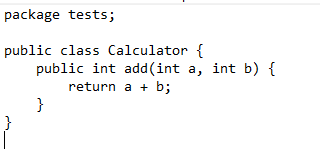 package tests;

public class Calculator {
    public int add(int a, int b) {
        return a + b;
    }
}